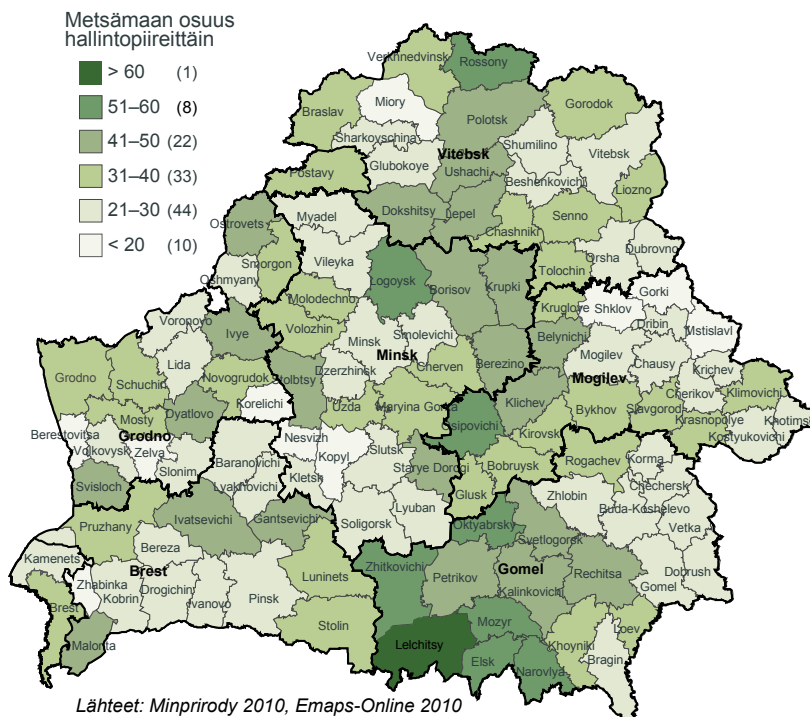 Metsämaan osuus
hallintopiireittäin
> 60 (1)
51–60 (8)
41–50 (22)
31–40 (33)
21–30 (44)
< 20 (10)
Verkhnedvinsk
Rossony
Braslav
Miory
Polotsk
Gorodok
Sharkovschina
Vitebsk
Shumilino
Vitebsk
Glubokoye
Ushachi
Beshenkovichi
Liozno
Postavy
Dokshitsy
Lepel
Senno
Chashniki
Ostrovets
Myadel
Dubrovno
Orsha
Smorgon
Vileyka
Tolochin
Oshmyany
Logoysk
Borisov
Krupki
Gorki
Molodechno
Kruglove
Shklov
Mstislavl
Voronovo
Volozhin
Dribin
Ivye
Minsk
Smolevichi
Belynichi
Mogilev
Lida
Minsk
Chausy
Krichev
Grodno
Schuchin
Dzerzhinsk
Cherven
Berezino
Mogilev
Novogrudok
Stolbtsy
Cherikov
Klimovichi
Mosty
Dyatlovo
Korelichi
Uzda
Maryina Gorka
Klichev
Bykhov
Slavgorod
Berestovitsa
Grodno
Krasnopolye
Khotimsk
Volkovysk
Zelva
Nesvizh
Osipovichi
Kirovsk
Kostyukovichi
Slonim
Baranovichi
Kopyl
Slutsk
Starye Dorogi
Rogachev
Korma
Svisloch
Lyakhovichi
Kletsk
Glusk
Bobruysk
Chechersk
Ivatsevichi
Gantsevichi
Lyuban
Zhlobin
Buda-Koshelevo
Pruzhany
Soligorsk
Oktyabrsky
Vetka
Bereza
Svetlogorsk
Kamenets
Brest
Luninets
Zhitkovichi
Gomel
Rechitsa
Zhabinka
Drogichin
Petrikov
Dobrush
Kobrin
Ivanovo
Pinsk
Kalinkovichi
Gomel
Brest
Stolin
Mozyr
Loev
Malorita
Lelchitsy
Khoyniki
Elsk
Narovlya
Bragin
Lähteet: Minprirody 2010, Emaps-Online 2010